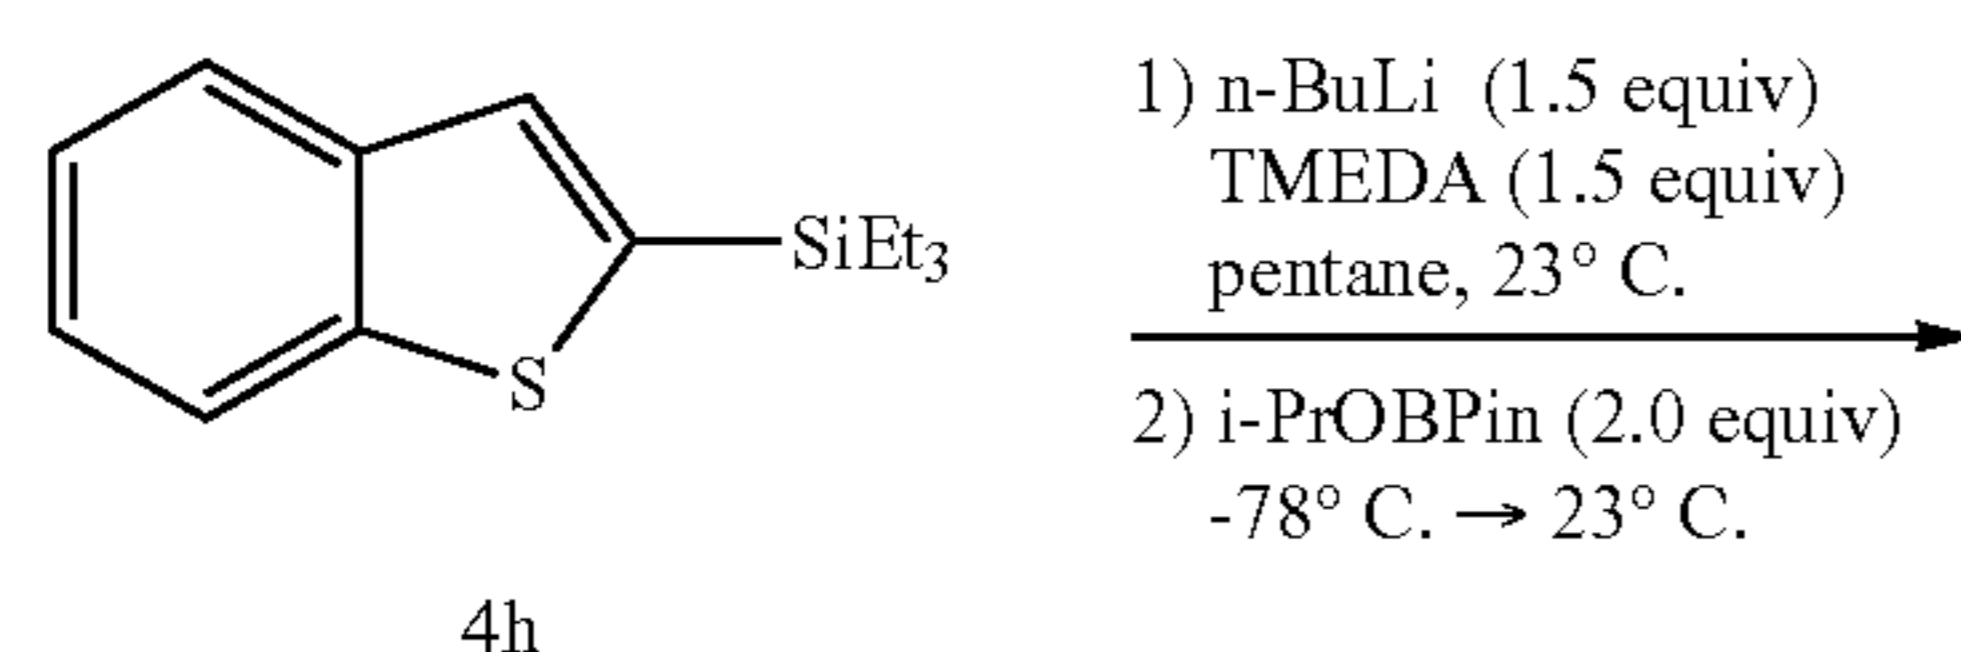 1) n-BuLi (1.5 equiv)
TMEDA (1.5 equiv)
pentane, 23° C.
SiEt3
S
2) i-PrOBPin (2.0 equiv)
-78° C. → 23° C.
4h